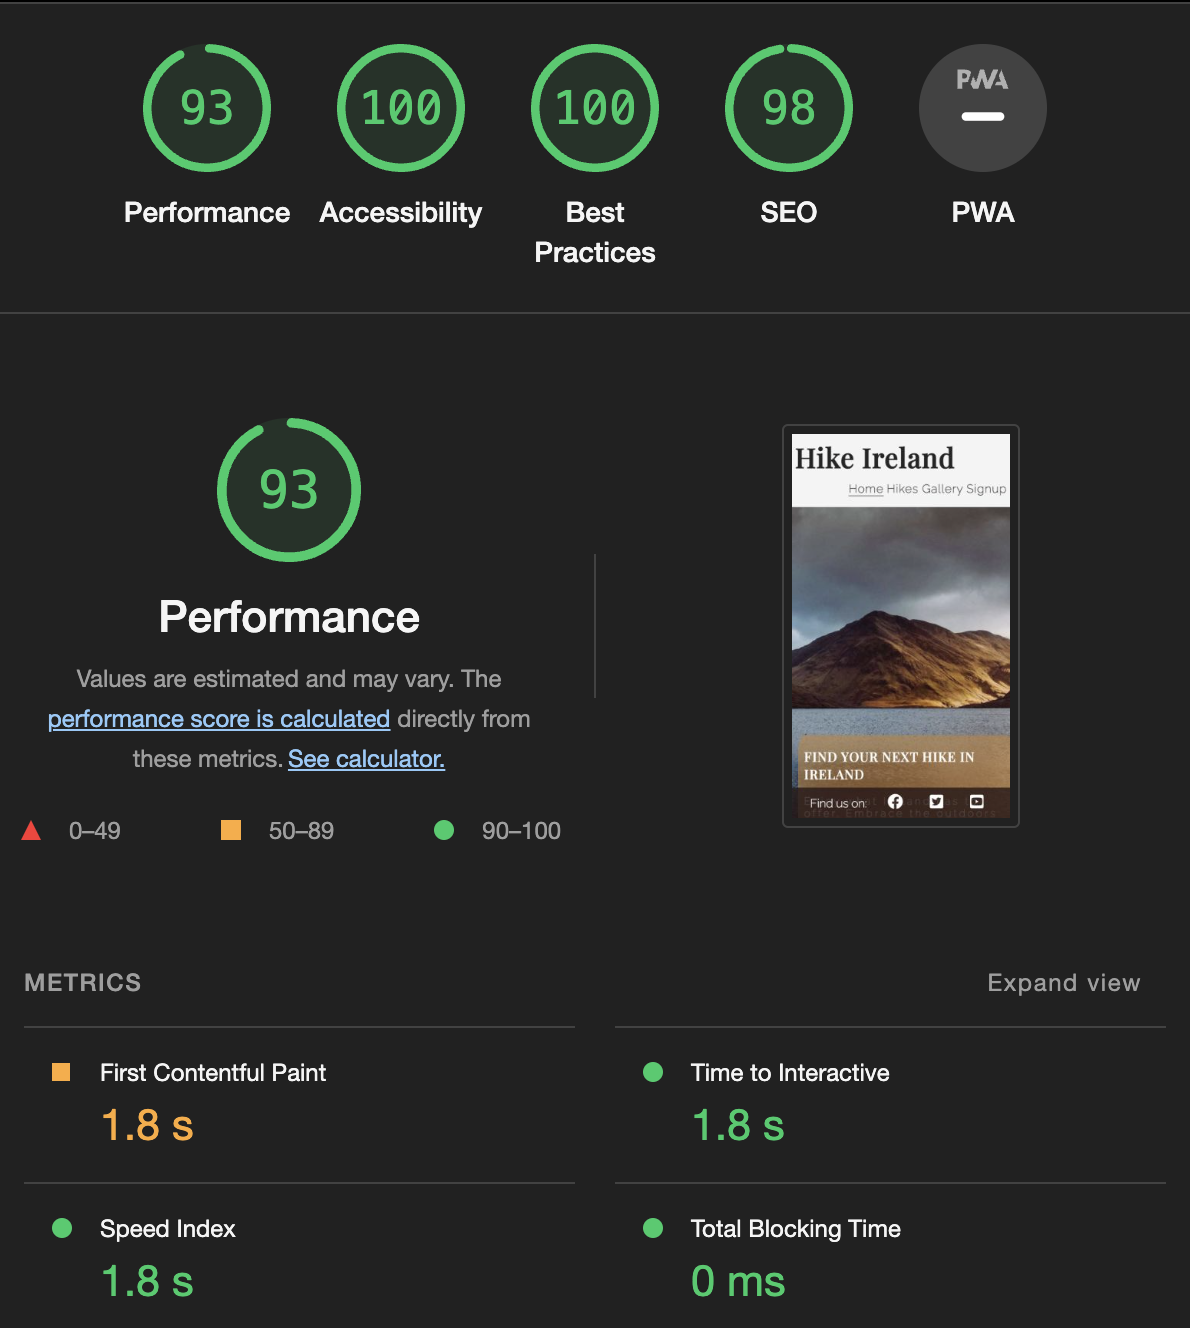 93
100
100
98
PWA
Performance
Accessibility
Best
Practices
SEO
PWA
93
Performance
Values are estimated and may vary. The
performance score is calculated directly from
these metrics. See calculator.
0–49
50–89
90–100
Hike Ireland
Home Hikes Gallery Signup
FIND YOUR NEXT HIKE IN
IRELAND
Find us on:
offer. Embrace the outdoors
METRICS
Expand view
First Contentful Paint
1.8 s
Time to Interactive
1.8 s
Speed Index
1.8 s
Total Blocking Time
0 ms